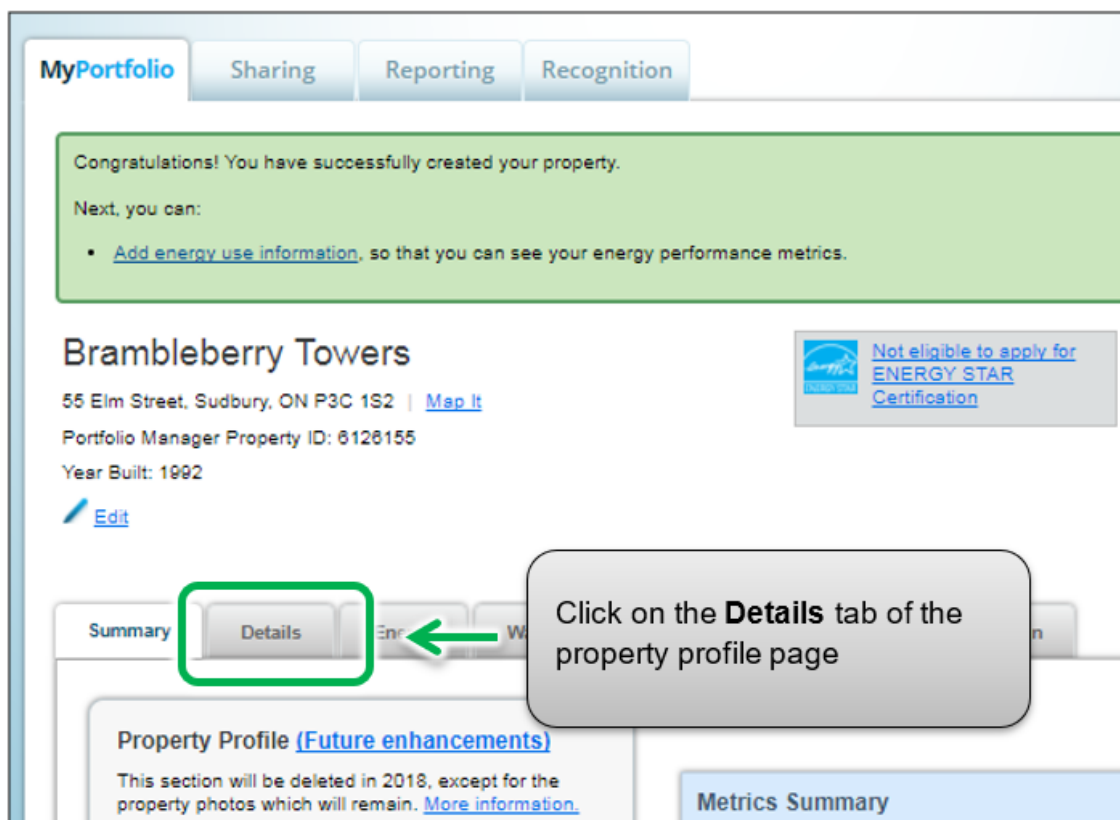 MyPortfolio Sharing Reporting Recognition
Congratulations! You have successfully created your property.
Next, you can:
• Add energy use information, so that you can see your energy performance metrics.
Brambleberry Towers
55 Elm Street, Sudbury, ON P3C 1S2 | Map It
Portfolio Manager Property ID: 6126155
Year Built: 1992
Edit
Not eligible to apply for
ENERGY STAR
Certification
ENERGY STAR
Summary Details
Click on the Details tab of the
property profile page
Property Profile (Future enhancements)
This section will be deleted in 2018, except for the
property photos which will remain. More information.
Metrics Summary